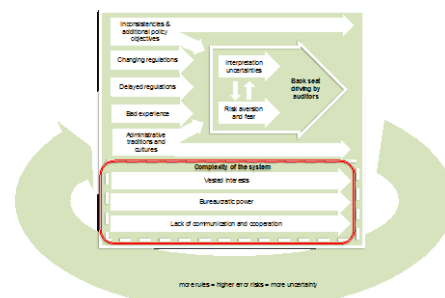 Inconsistencies &
additional policy
objectives
Changing regulations
Delayed regulations
Bad experience
Administrative
traditions and
cultures
Interpretation
uncertainties
Risk aversion
and fear
Back seat
driving by
auditors
Complexity of the system
Vested interests
Bureaucratic power
Lack of communication and cooperation
more rules = higher error risks = more uncertainty